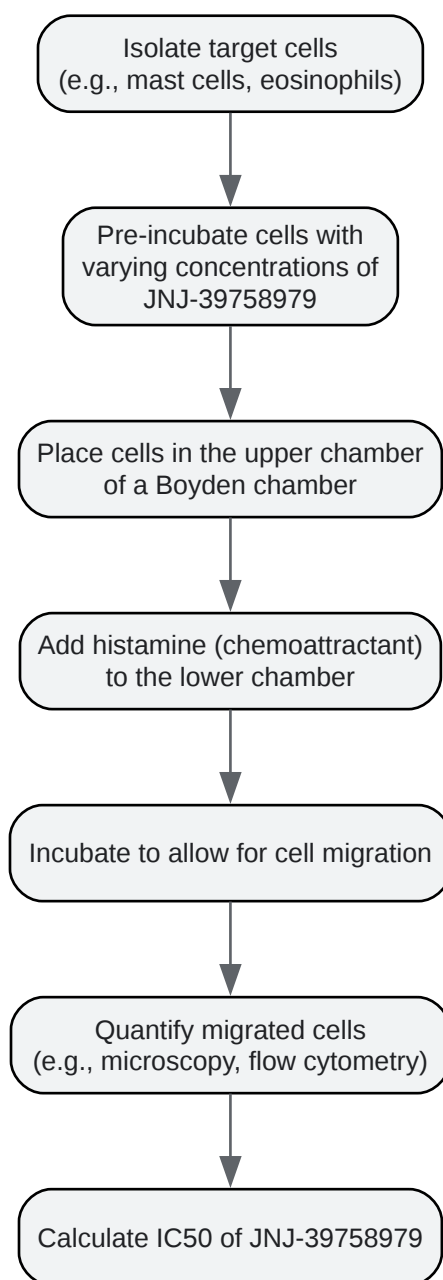 Isolate target cells
(e.g., mast cells, eosinophils)
Pre-incubate cells with
varying concentrations of
JNJ-39758979
Place cells in the upper chamber
of a Boyden chamber
Add histamine (chemoattractant)
to the lower chamber
Incubate to allow for cell migration
Quantify migrated cells
(e.g., microscopy, flow cytometry)
Calculate IC50 of JNJ-39758979